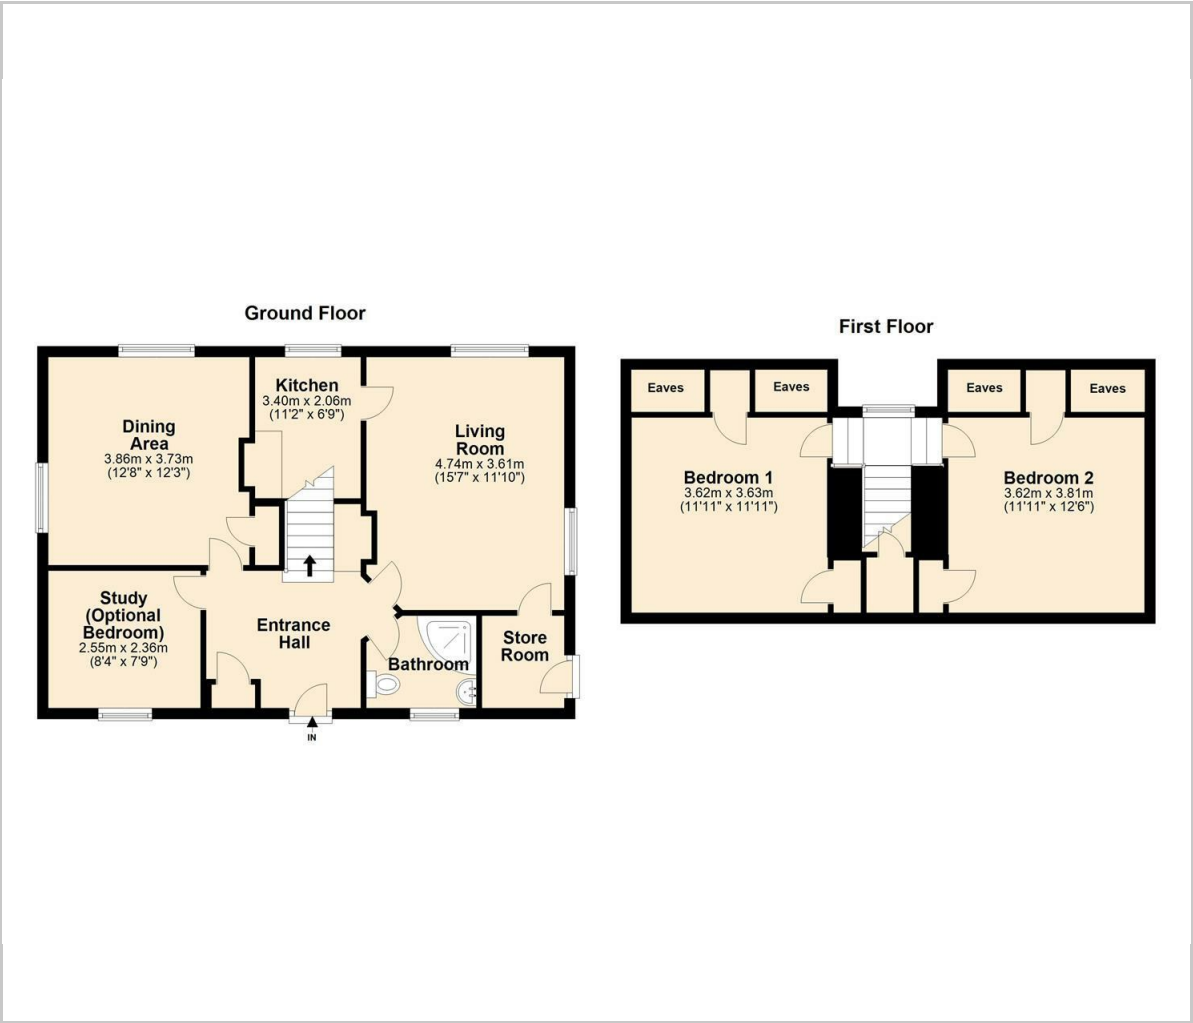 Ground Floor
Dining
Area
3.86m x 3.73m
(12'8" x 12'3")
Kitchen
3.40m x 2.06m
(11'2" x 6'9")
Living
Room
4.74m x 3.61m
(15'7" x 11'10")
Study
(Optional
Bedroom)
2.55m x 2.36m
(8'4" x 7'9")
Entrance
Hall
Bathroom
Store
Room
IN
First Floor
Eaves
Eaves
Eaves
Eaves
Bedroom 1
3.62m x 3.63m
(11'11" x 11'11")
Bedroom 2
3.62m x 3.81m
(11'11" x 12'6")